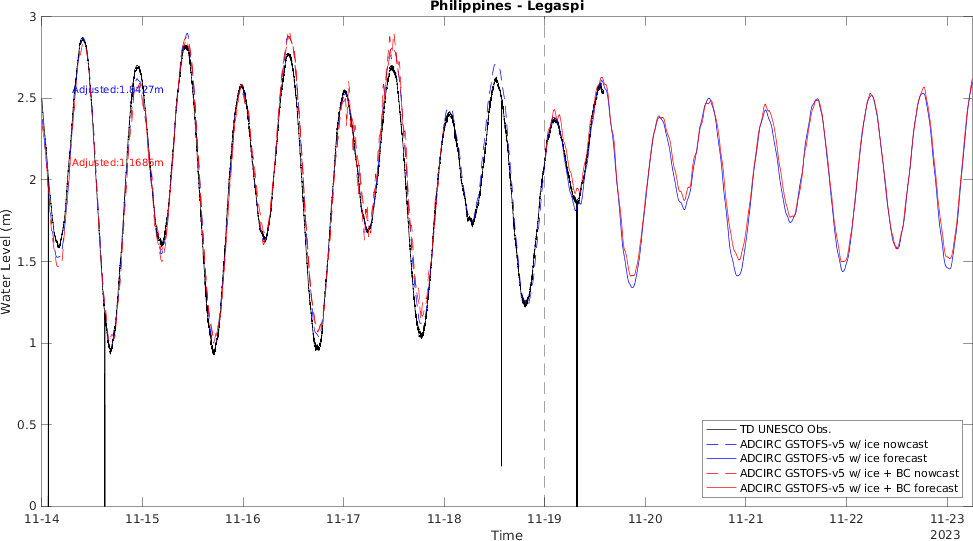 Philippines - Legaspi
3
2.5
2
1.5
1
0.5
0
Water Level (m)
Adjusted:1.8427m
Adjusted:1.1686m
TD UNESCO Obs.
ADCIRC GSTOFS-v5 w/ ice nowcast
ADCIRC GSTOFS-v5 w/ ice forecast
ADCIRC GSTOFS-v5 w/ ice + BC nowcast
ADCIRC GSTOFS-v5 w/ ice + BC forecast
11-14 11-15 11-16 11-17 11-18 11-19 11-20 11-21 11-22 11-23
Time
2023